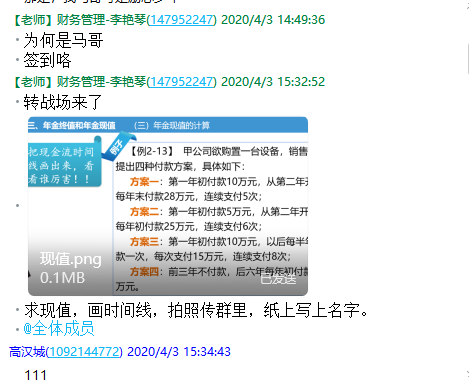 【老师】财务管理-李艳琴(147952247) 2020/4/3 14:49:36
为何是马哥
签到咯
【老师】财务管理-李艳琴(147952247) 2020/4/3 15:32:52
转战场来了
三、年金终值和年金现值 （三）年金现值的计算
把现金流时间
线画出来，看
看谁厉害！！
例子
【例2-13】 甲公司欲购置一台设备，销售
提出四种付款方案，具体如下：
方案一：第一年初付款10万元，从第二年开
每年末付款28万元，连续支付5次；
方案二：第一年初付款5万元，从第二年开
每年初付款25万元，连续支付6次；
方案三：第一年初付款10万元，以后每半
款一次，每次支付15万元，连续支付8次；
方案四：前三年不付款，后六年每年初付
万元。
现值.png
0.1MB
已发送
求现值，画时间线，拍照传群里，纸上写上名字。
@全体成员
高汉城(1092144772) 2020/4/3 15:34:43
111